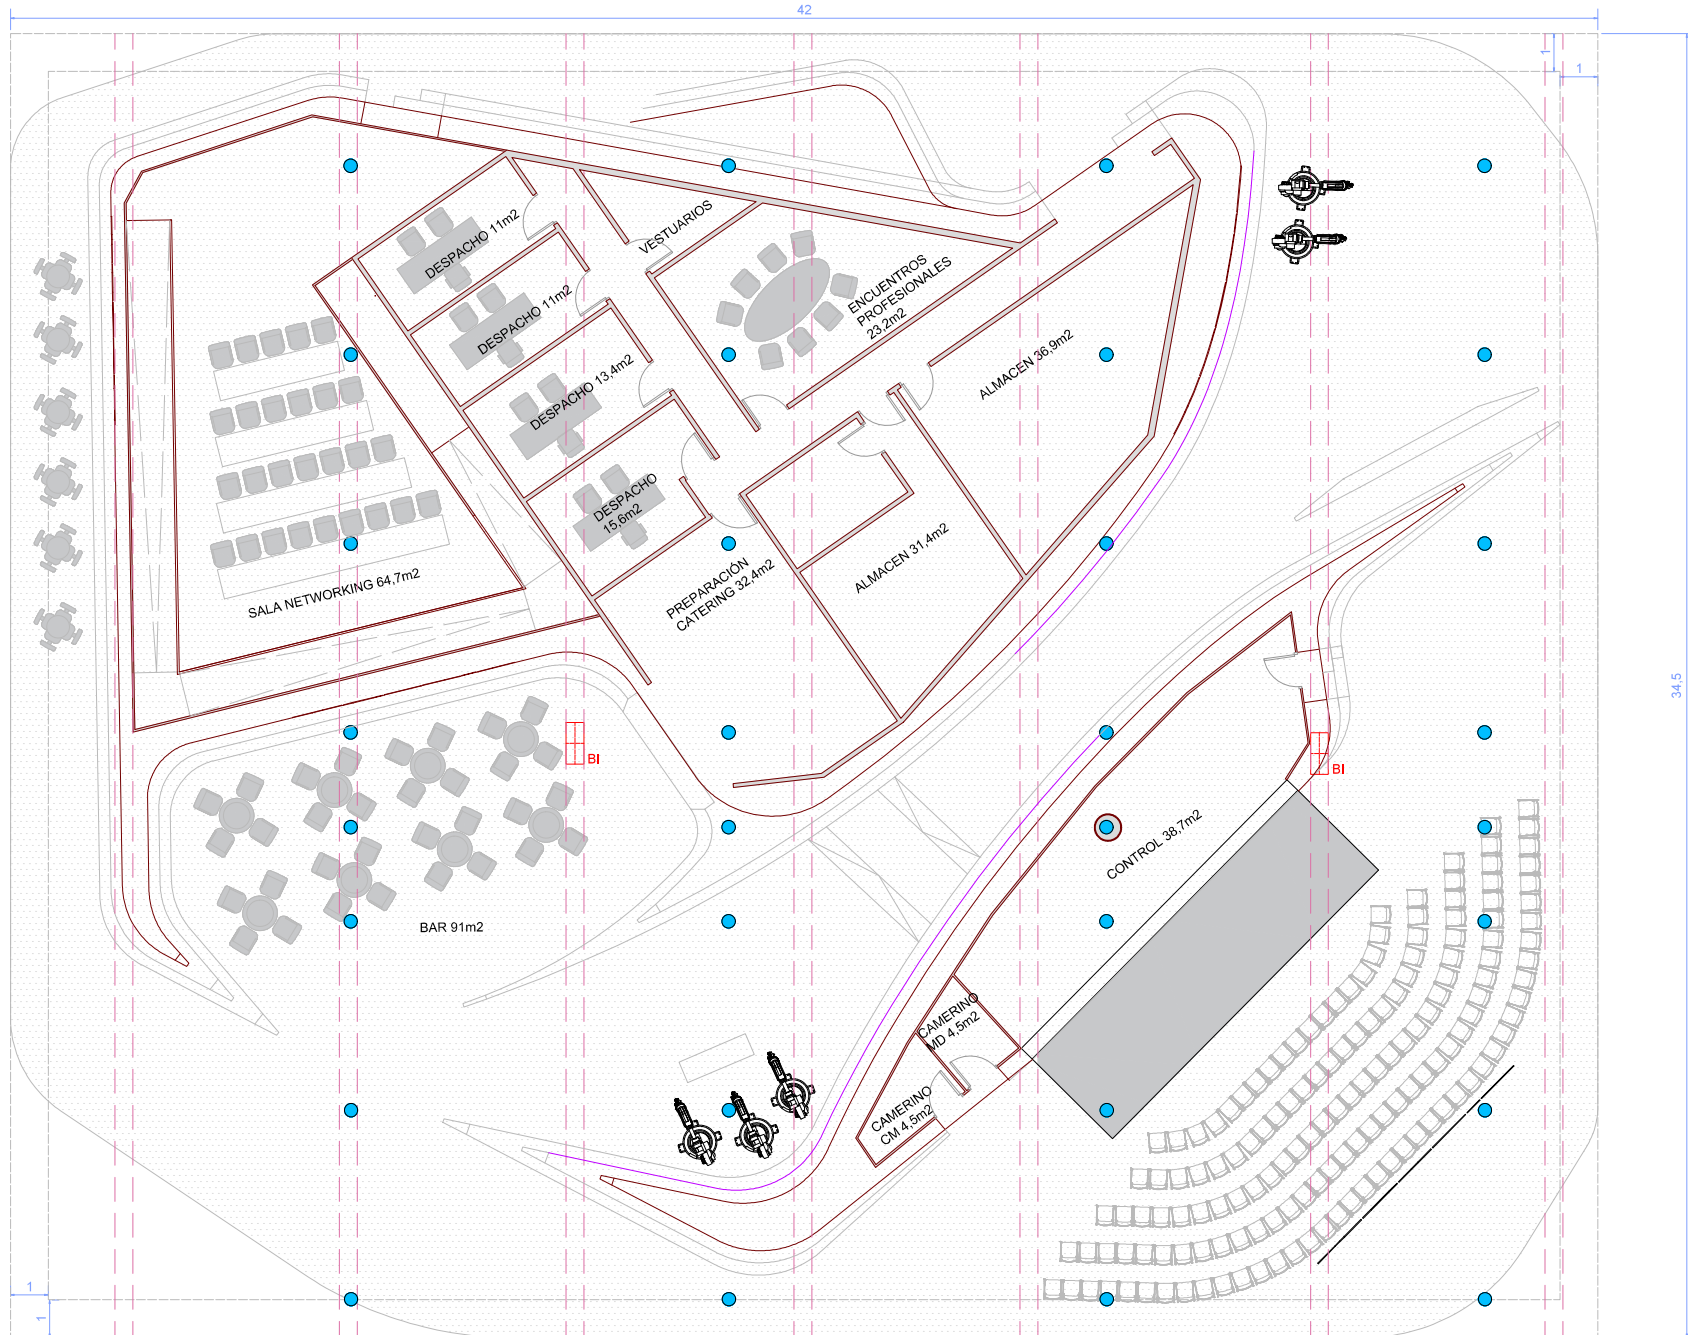 42
1
1
DESPACHO 11m2
VESTUARIOS
DESPACHO 11m2
ENCUENTROS
PROFESIONALES
23,2m2
DESPACHO 13,4m2
ALMACEN 36,9m2
DESPACHO
15,6m2
SALA NETWORKING 64,7m2
PREPARACIÓN
CATERING 32,4m2
ALMACEN 31,4m2
34,5
BI
BI
CONTROL 38,7m2
BAR 91m2
CAMERINO
MD 4,5m2
CAMERINO
CM 4,5m2
1
1